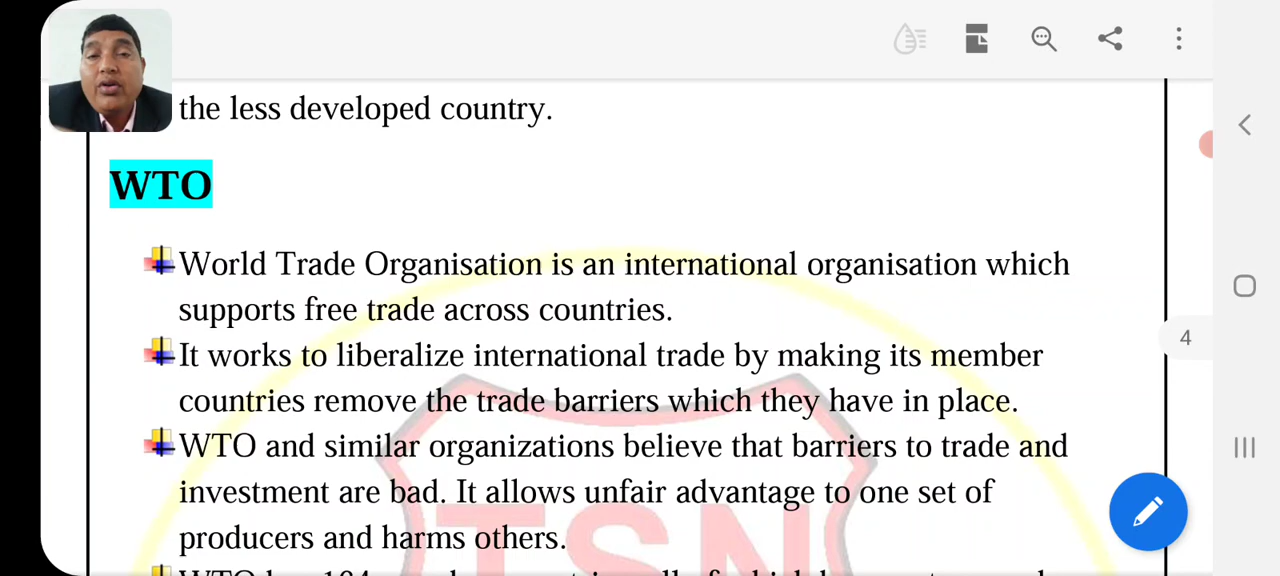 the less developed country.
WTO
World Trade Organisation is an international organisation which
supports free trade across countries.
It works to liberalize international trade by making its member
countries remove the trade barriers which they have in place.
4
WTO and similar organizations believe that barriers to trade and
investment are bad. It allows unfair advantage to one set of
producers and harms others.
TSN